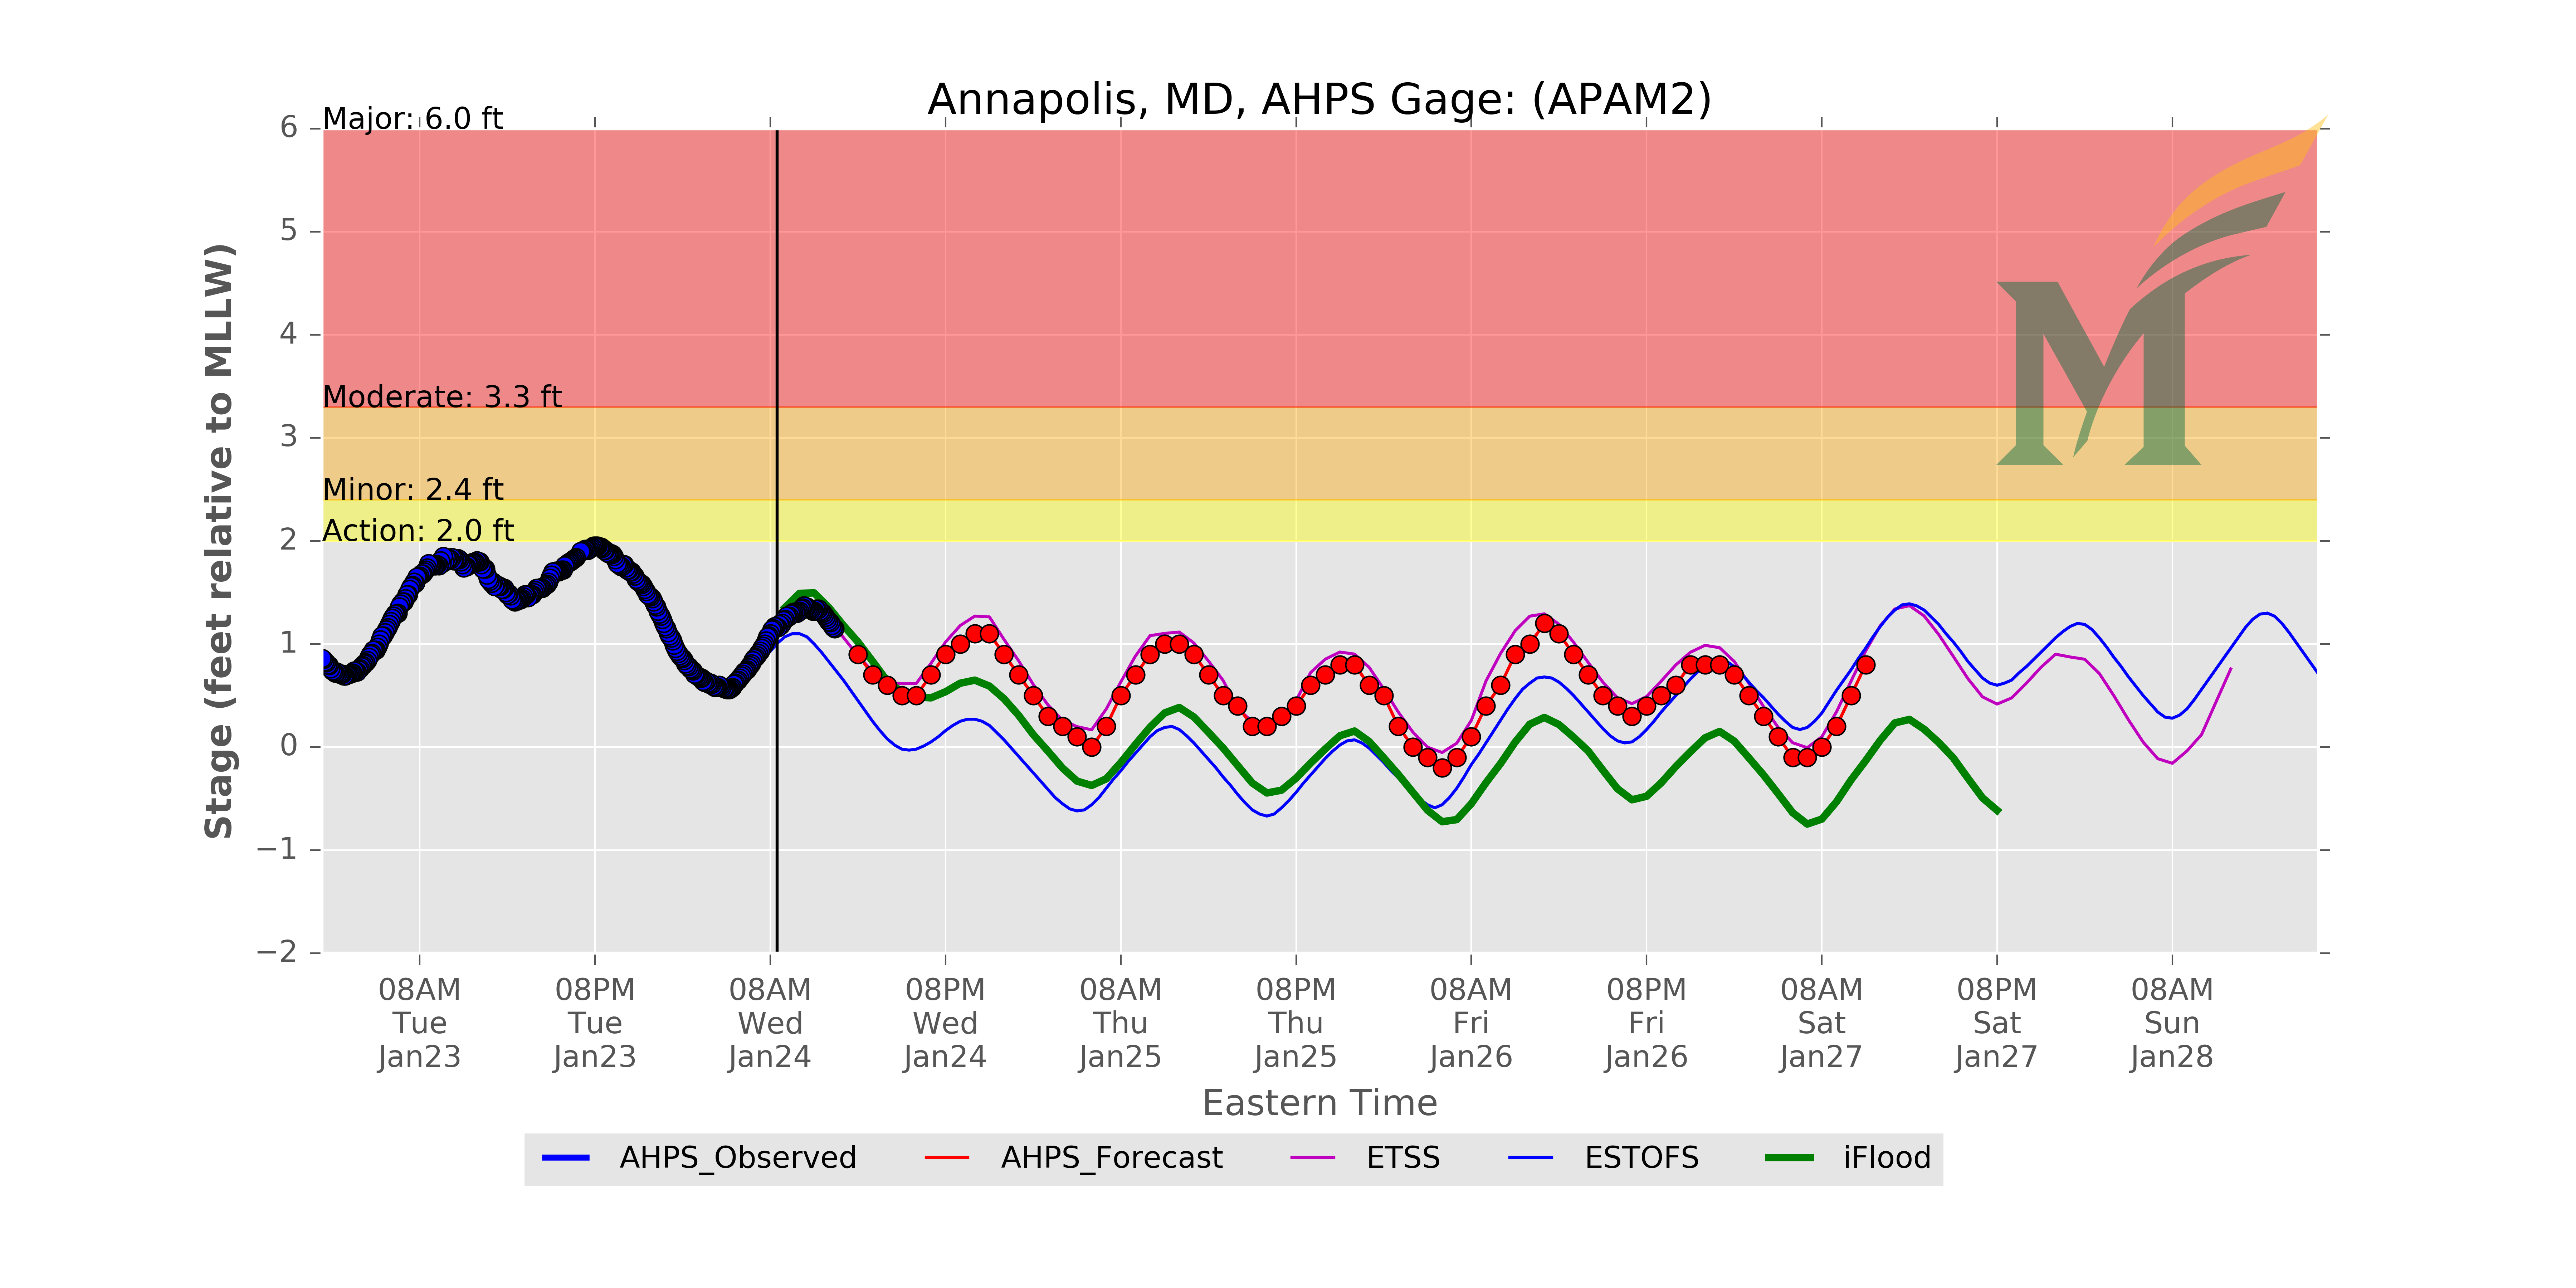 Annapolis, MD, AHPS Gage: (APAM2)
Major: 6.0 ft
Moderate: 3.3 ft
Minor: 2.4 ft
Action: 2.0 ft
Stage (feet relative to MLLW)
6
5
4
3
2
1
0
−1
−2
08AM 08PM 08AM 08PM 08AM 08PM 08AM 08PM 08AM 08PM 08AM
Tue Tue Wed Wed Thu Thu Fri Fri Sat Sat Sun
Jan23 Jan23 Jan24 Jan24 Jan25 Jan25 Jan26 Jan26 Jan27 Jan27 Jan28
Eastern Time
AHPS_Observed AHPS_Forecast ETSS ESTOFS iFlood
M